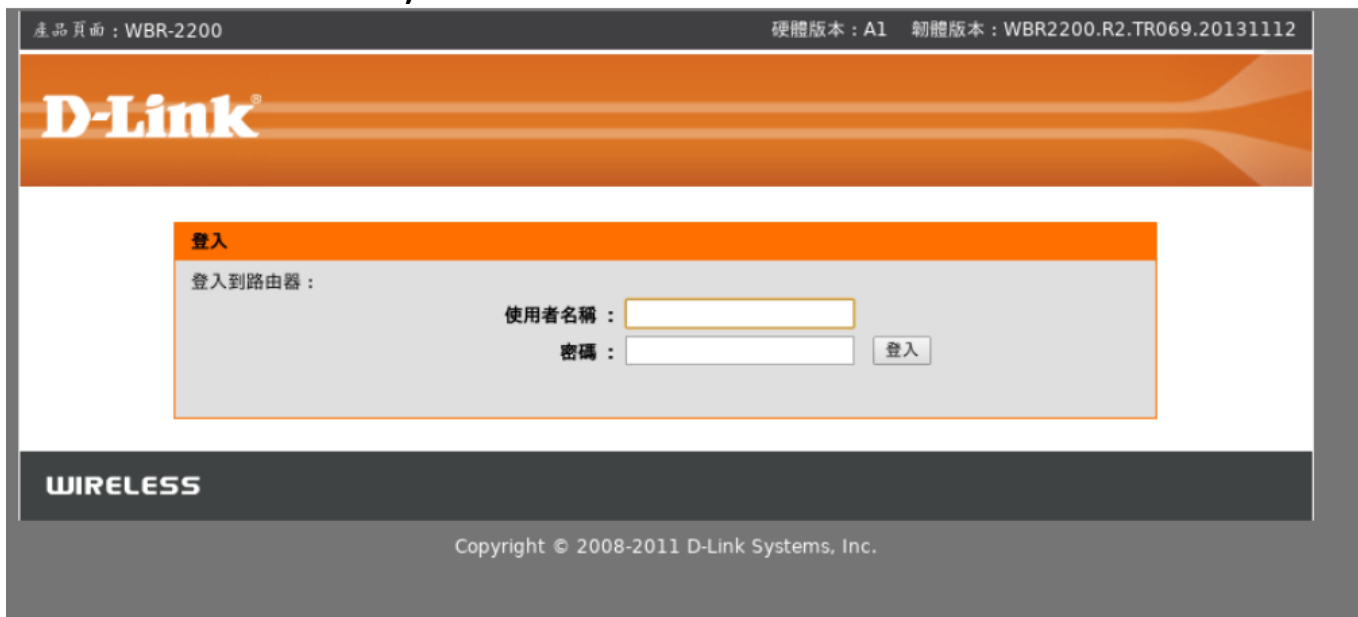 產品頁面：WBR-2200 硬體版本：A1 韌體版本：WBR2200.R2.TR069.20131112
D-Link®
登入
登入到路由器：
使用者名稱 ：
密碼 ： 登入
WIRELESS
Copyright © 2008-2011 D-Link Systems, Inc.